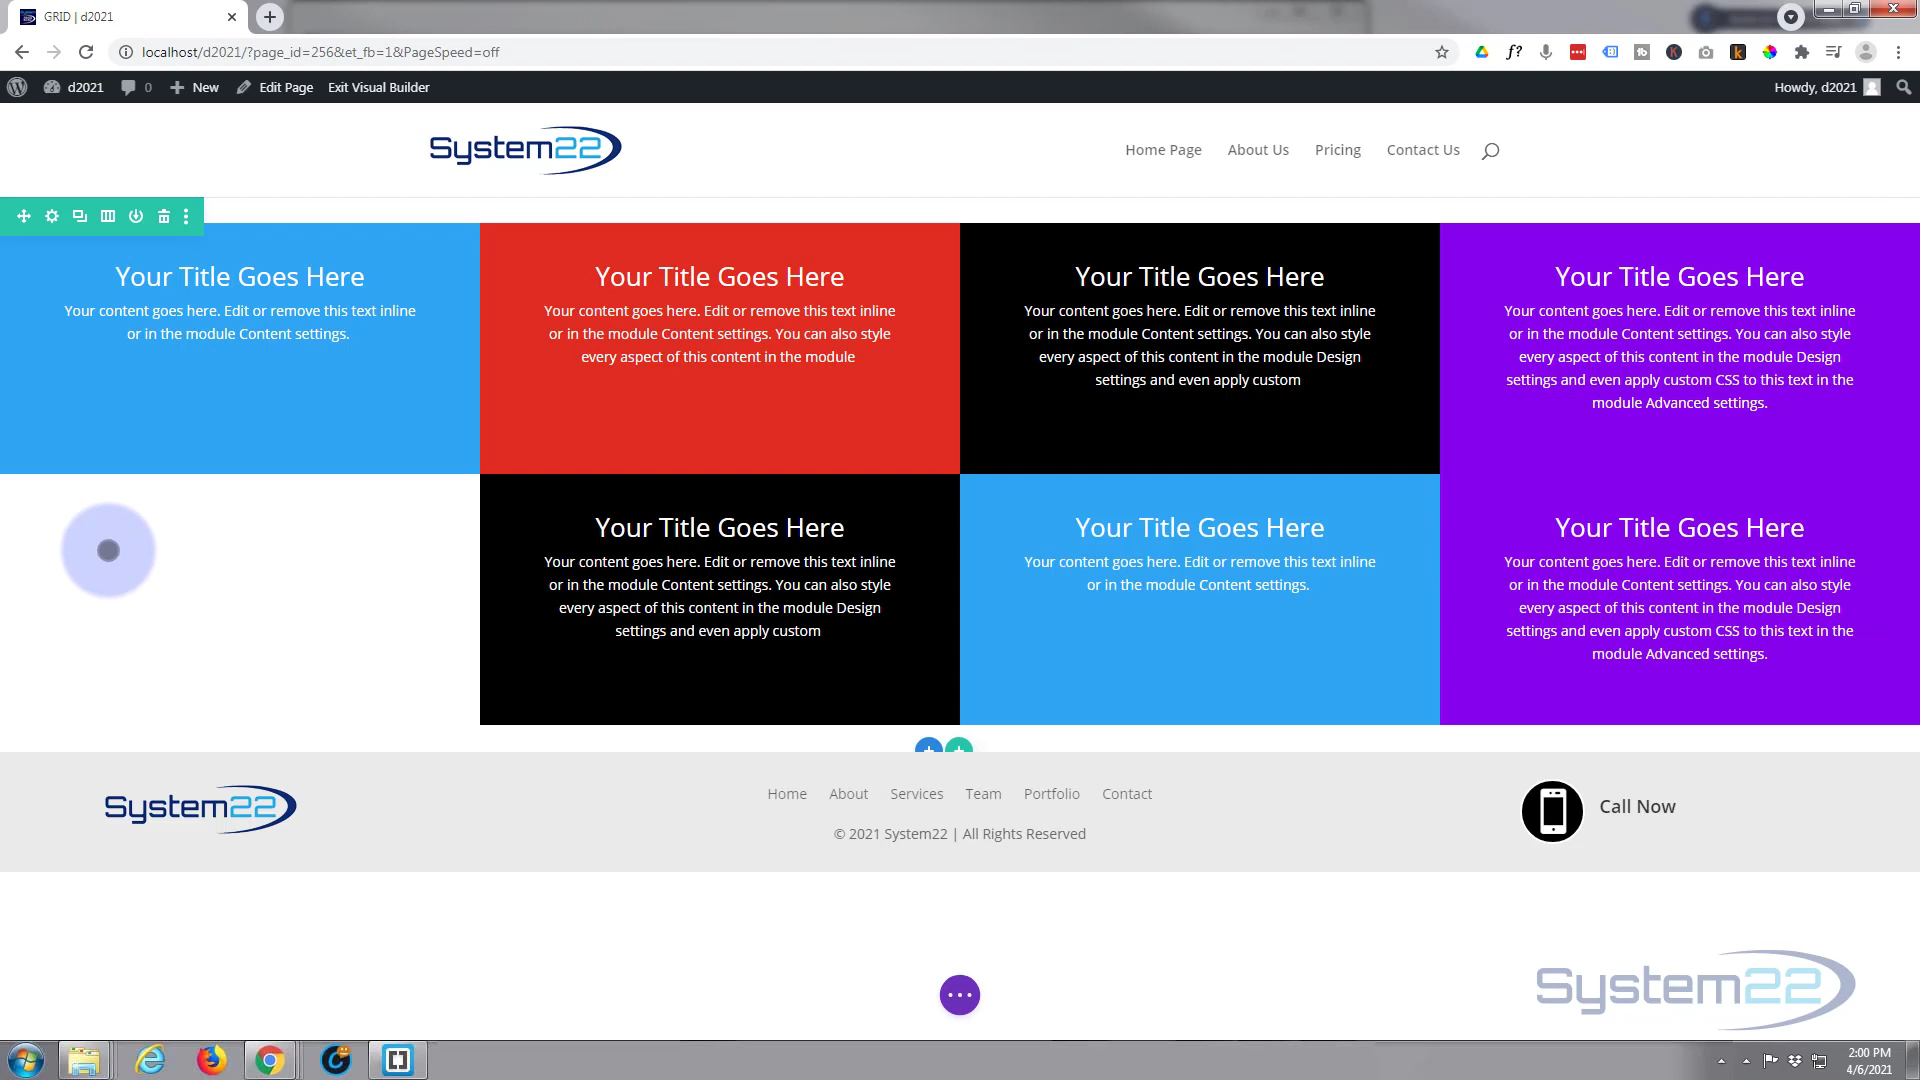 GRID | d2021
localhost/d2021/?page_id=256&et_fb=1&PageSpeed=off
d2021
0
New
Edit Page
Exit Visual Builder
Howdy, d2021
System22
Home Page
About Us
Pricing
Contact Us
Your Title Goes Here
Your content goes here. Edit or remove this text inline
or in the module Content settings.
Your Title Goes Here
Your content goes here. Edit or remove this text inline
or in the module Content settings. You can also style
every aspect of this content in the module
Your Title Goes Here
Your content goes here. Edit or remove this text inline
or in the module Content settings. You can also style
every aspect of this content in the module Design
settings and even apply custom
Your Title Goes Here
Your content goes here. Edit or remove this text inline
or in the module Content settings. You can also style
every aspect of this content in the module Design
settings and even apply custom CSS to this text in the
module Advanced settings.
Your Title Goes Here
Your content goes here. Edit or remove this text inline
or in the module Content settings. You can also style
every aspect of this content in the module Design
settings and even apply custom
Your Title Goes Here
Your content goes here. Edit or remove this text inline
or in the module Content settings.
Your Title Goes Here
Your content goes here. Edit or remove this text inline
or in the module Content settings. You can also style
every aspect of this content in the module Design
settings and even apply custom CSS to this text in the
module Advanced settings.
System22
Home
About
Services
Team
Portfolio
Contact
© 2021 System22 | All Rights Reserved
Call Now
System22
2:00 PM
4/6/2021